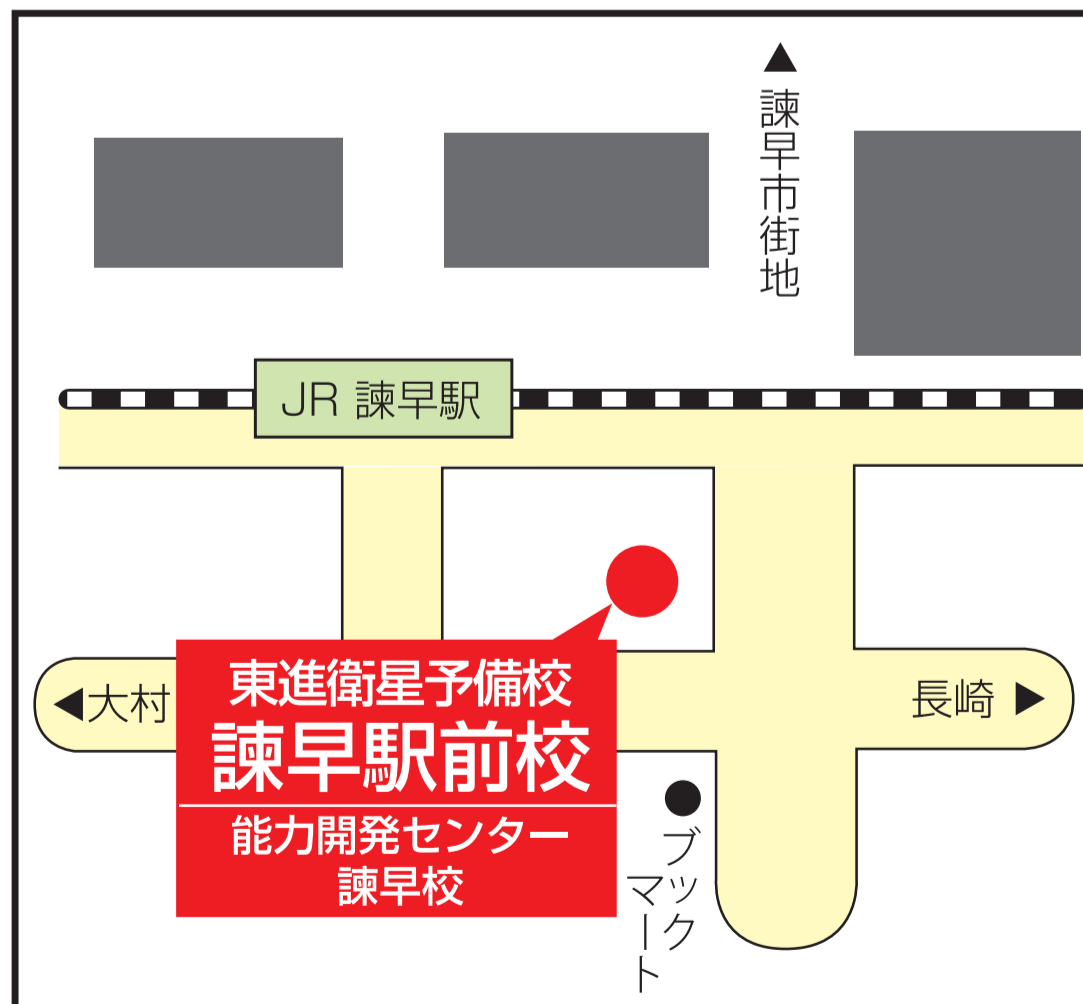 ▲諫早市街地
JR 諫早駅
◀大村
長崎▶
東進衛星予備校
諫早駅前校
能力開発センター
諫早校
●ブック
マート